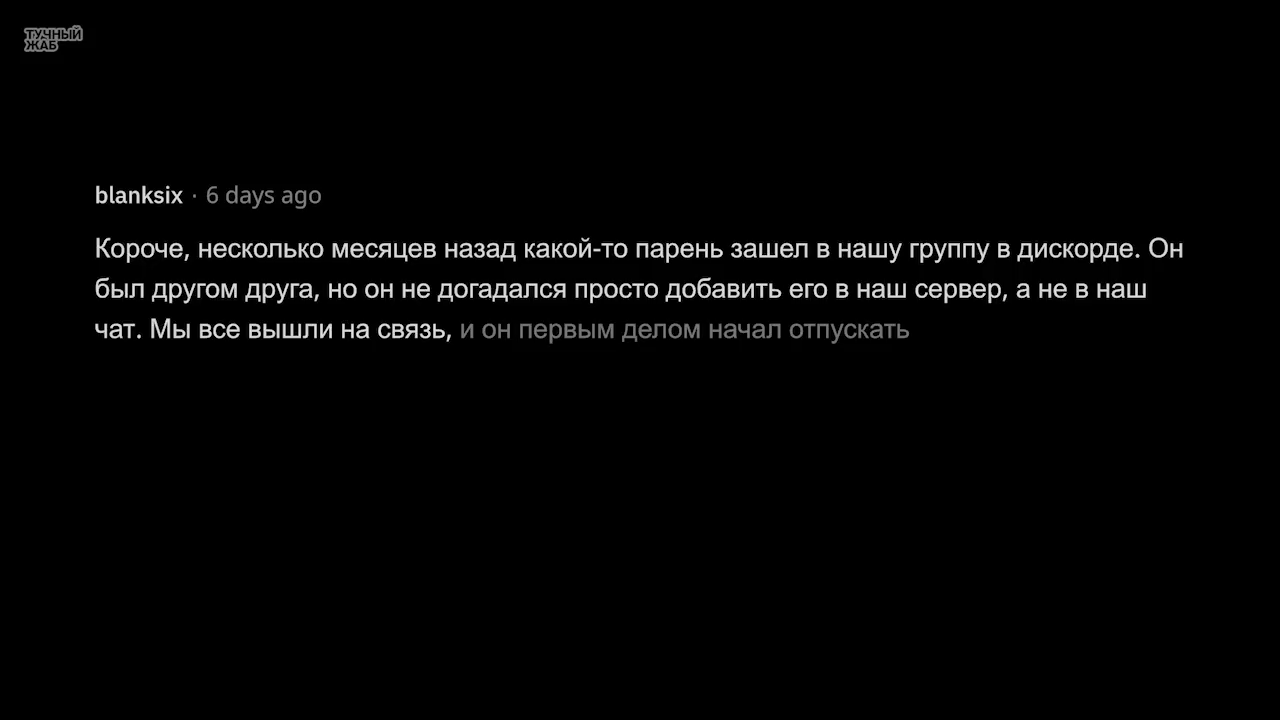 ТУЧНЫЙ
ЖАБ
blanksix · 6 days ago
Короче, несколько месяцев назад какой-то парень зашел в нашу группу в дискорде. Он
был другом друга, но он не догадался просто добавить его в наш сервер, а не в наш
чат. Мы все вышли на связь, и он первым делом начал отпускать